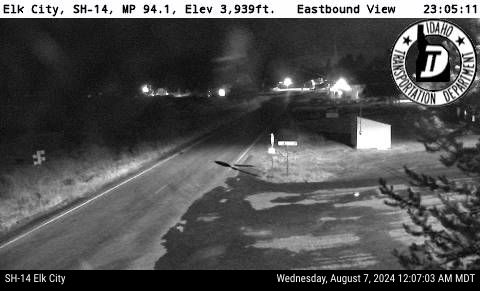 Elk City, SH-14, MP 94.1, Elev 3,939ft. Eastbound View 23:05:11
IDAHO
TRANSPORTATION DEPARTMENT
SH-14 Elk City Wednesday, August 7, 2024 12:07:03 AM MDT